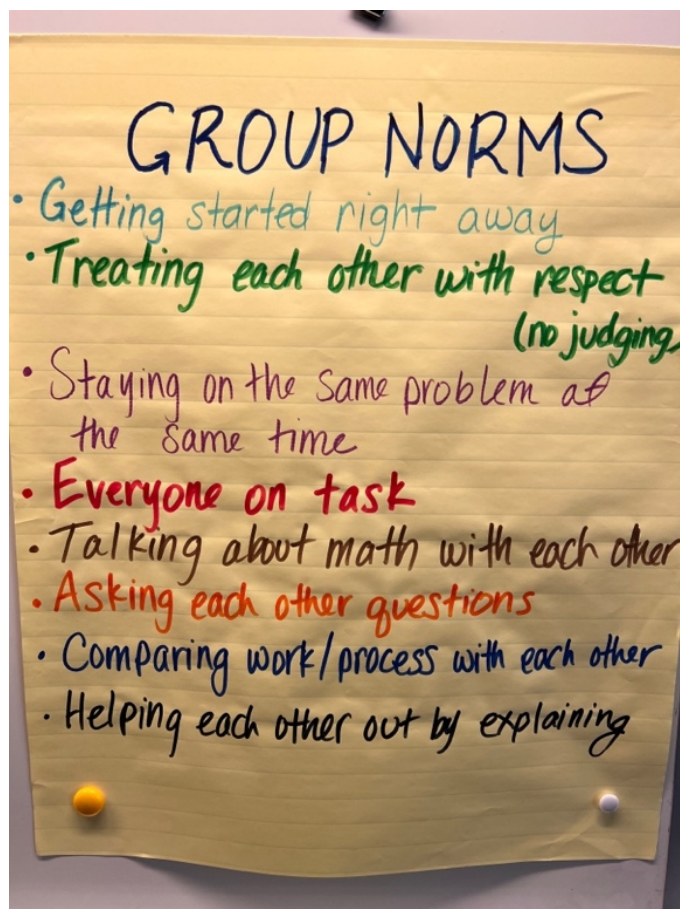 GROUP NORMS
• Getting started right away
• Treating each other with respect
(no judging
• Staying on the same problem at
the same time
• Everyone on task
• Talking about math with each other
• Asking each other questions
• Comparing work/process with each other
• Helping each other out by explaining